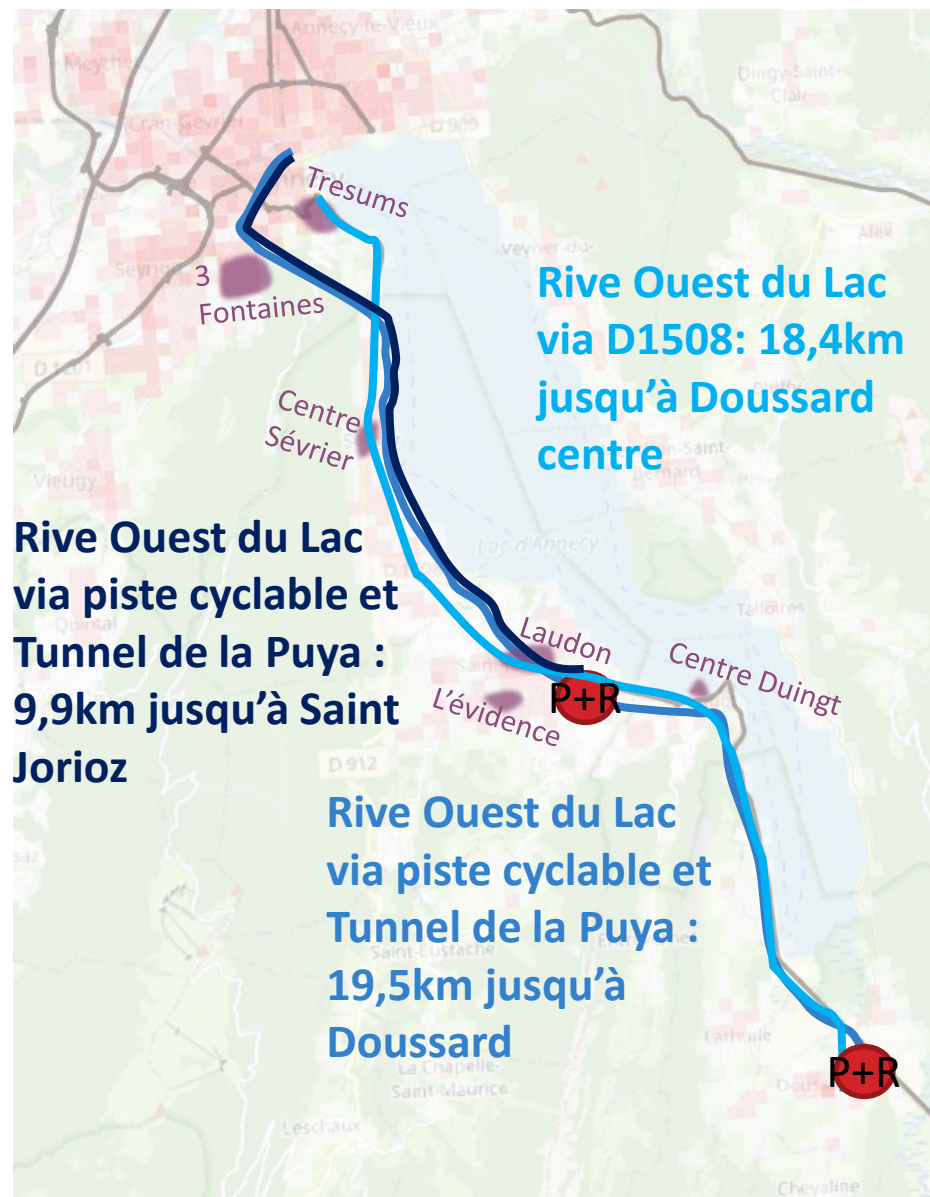 Annecy-le-Vieux
Meythet
Dingy-Saint-
Clair
Cran-Gevrier
D 909
Tresums
Alex
Veyrier-du-
Seynod
3
Fontaines
Rive Ouest du Lac
via D1508: 18,4km
jusqu’à Doussard
centre
Centre
Sévrier
Vieugy
Lac d'Annecy
Rive Ouest du Lac
via piste cyclable et
Tunnel de la Puya :
9,9km jusqu’à Saint
Jorioz
Quintal
Talloires
Laudon
Centre Duingt
P+R
L’évidence
D 912
Rive Ouest du Lac
via piste cyclable et
Tunnel de la Puya :
19,5km jusqu’à
Doussard
Saint-Eustache
Lathuile
P+R
La Chapelle-
Saint-Maurice
Leschaux
Chevaline